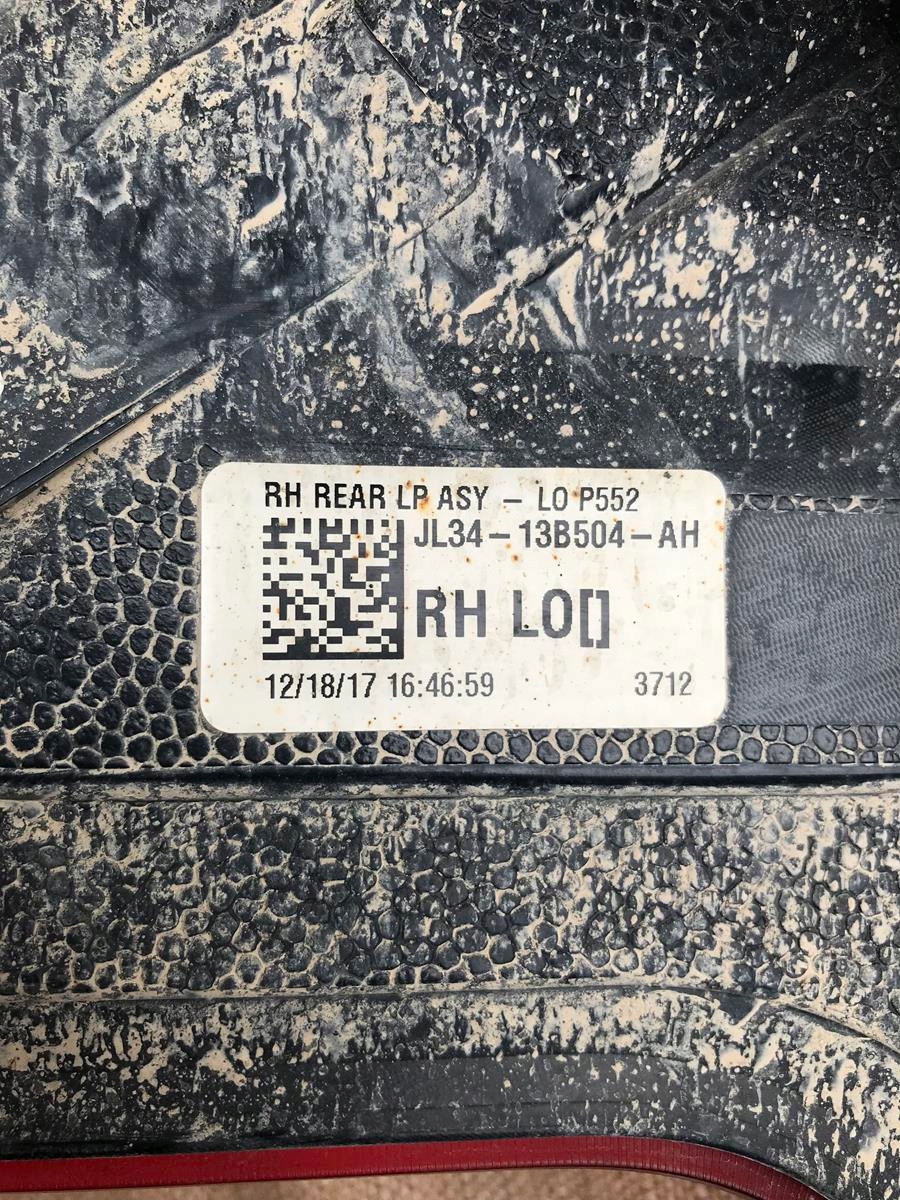 RH REAR LP ASY – LO P552
JL34-13B504-AH
RH LO[]
12/18/17 16:46:59 3712